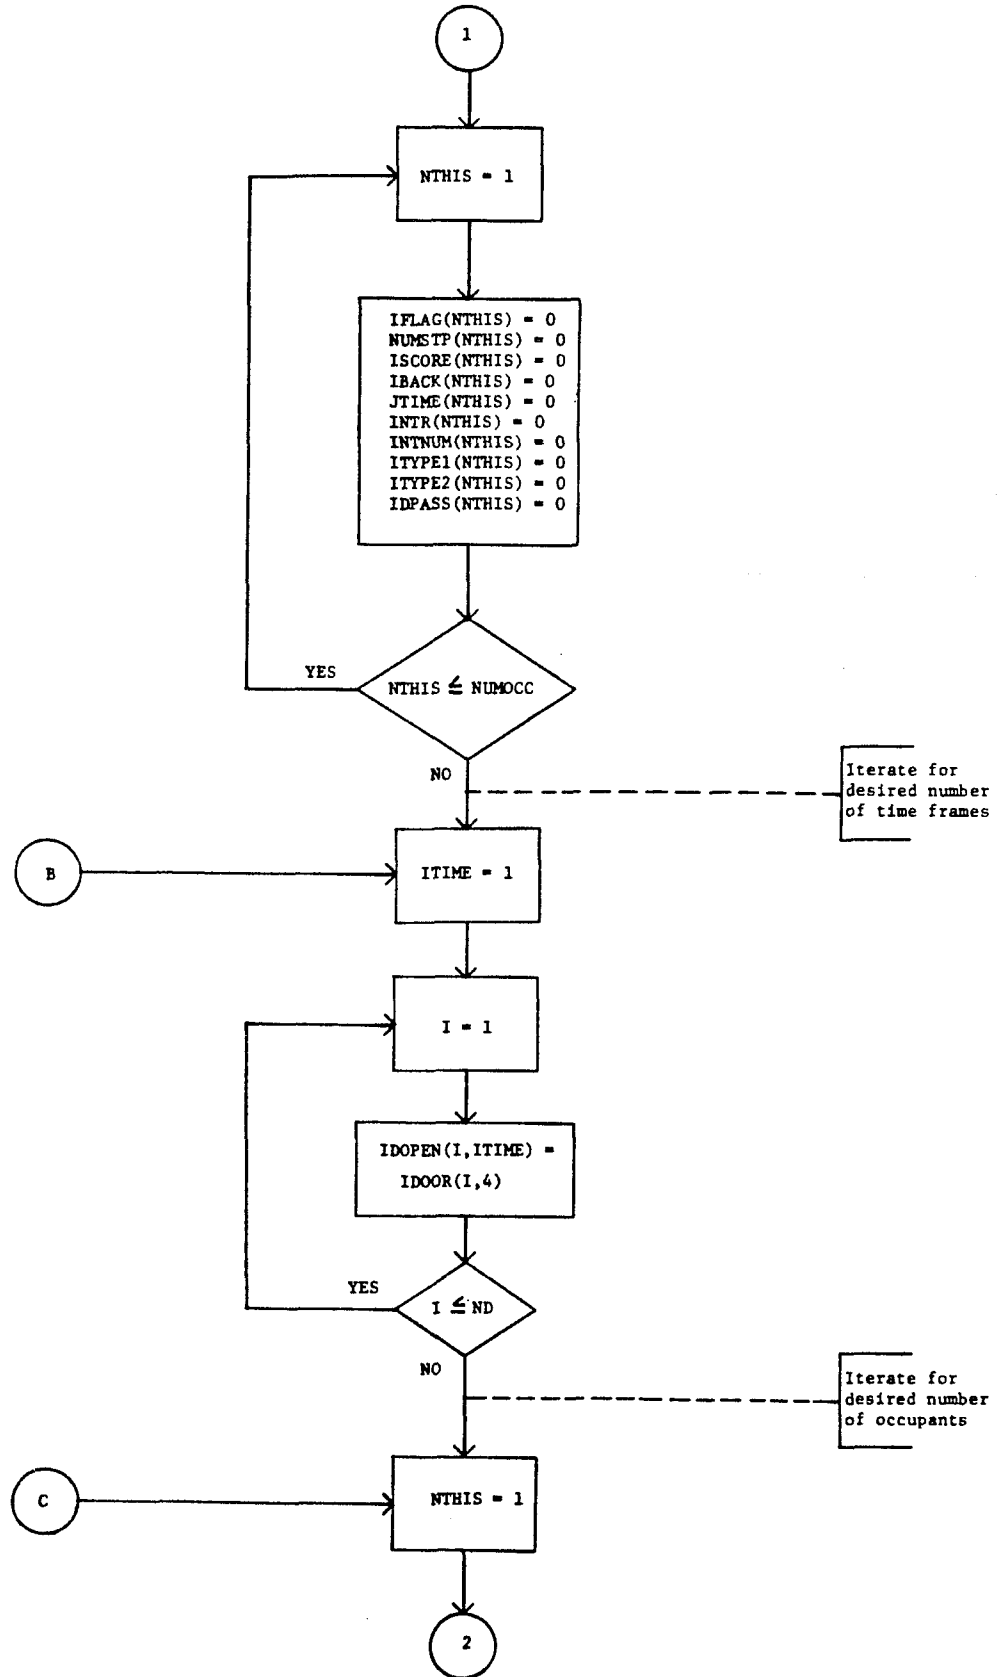 1
NTHIS = 1
IFLAG(NTHIS) = 0
NUMSTP(NTHIS) = 0
ISCORE(NTHIS) = 0
IBACK(NTHIS) = 0
JTIME(NTHIS) = 0
INTR(NTHIS) = 0
INTNUM(NTHIS) = 0
ITYPE1(NTHIS) = 0
ITYPE2(NTHIS) = 0
IDPASS(NTHIS) = 0
YES
NTHIS ≤ NUMOCC
NO
Iterate for
desired number
of time frames
B
ITIME = 1
I = 1
IDOPEN(I,ITIME) =
IDOOR(I,4)
YES
I ≤ ND
NO
Iterate for
desired number
of occupants
C
NTHIS = 1
2